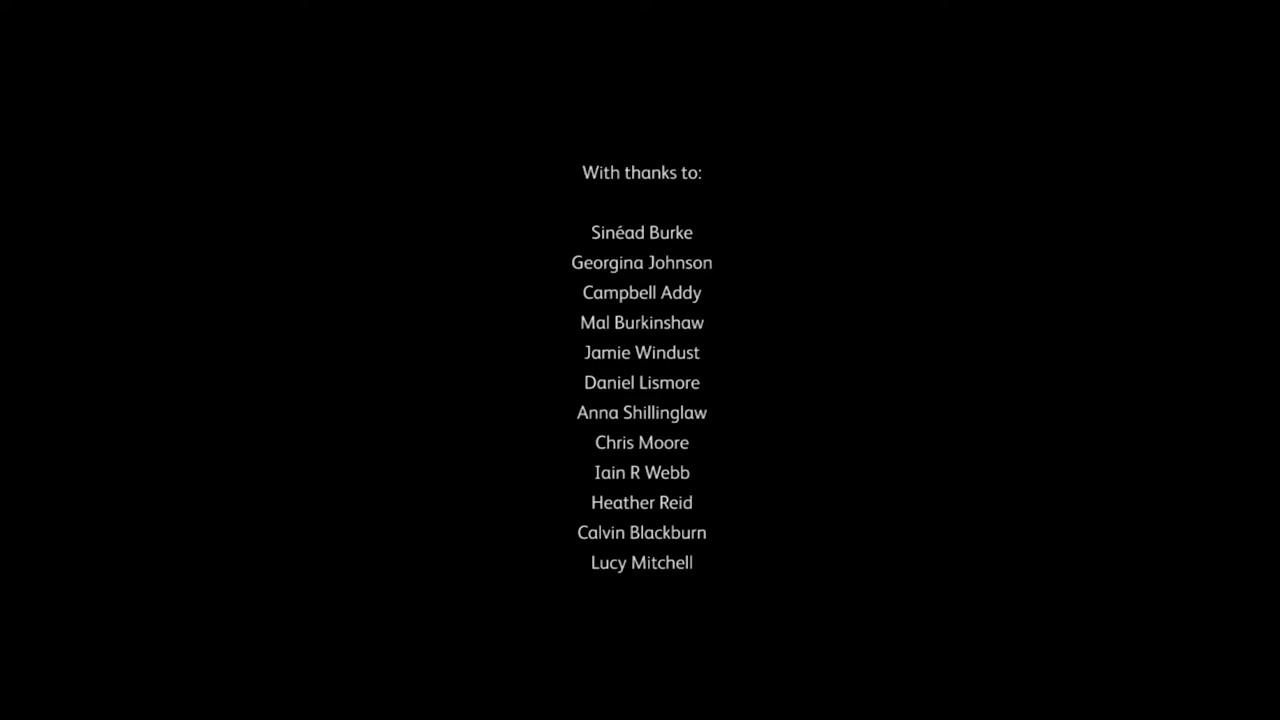 With thanks to:
Sinéad Burke
Georgina Johnson
Campbell Addy
Mal Burkinshaw
Jamie Windust
Daniel Lismore
Anna Shillinglaw
Chris Moore
Iain R Webb
Heather Reid
Calvin Blackburn
Lucy Mitchell